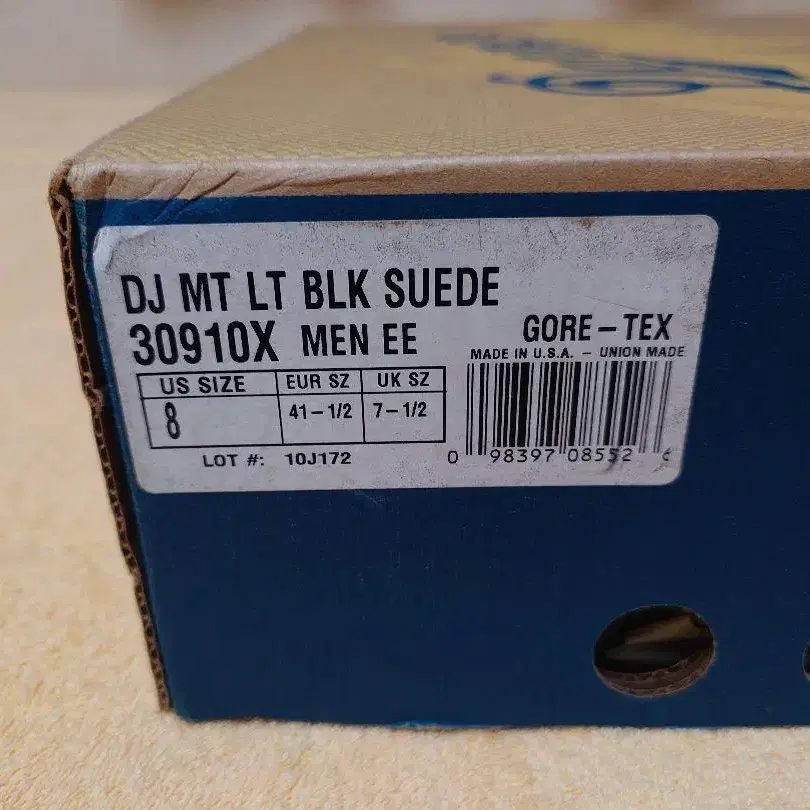 DJ MT LT BLK SUEDE
30910X MEN EE GORE-TEX
MADE IN U.S.A. - UNION MADE
US SIZE EUR SZ UK SZ
8 41-1/2 7-1/2
LOT #: 10J172
0 98397 08552